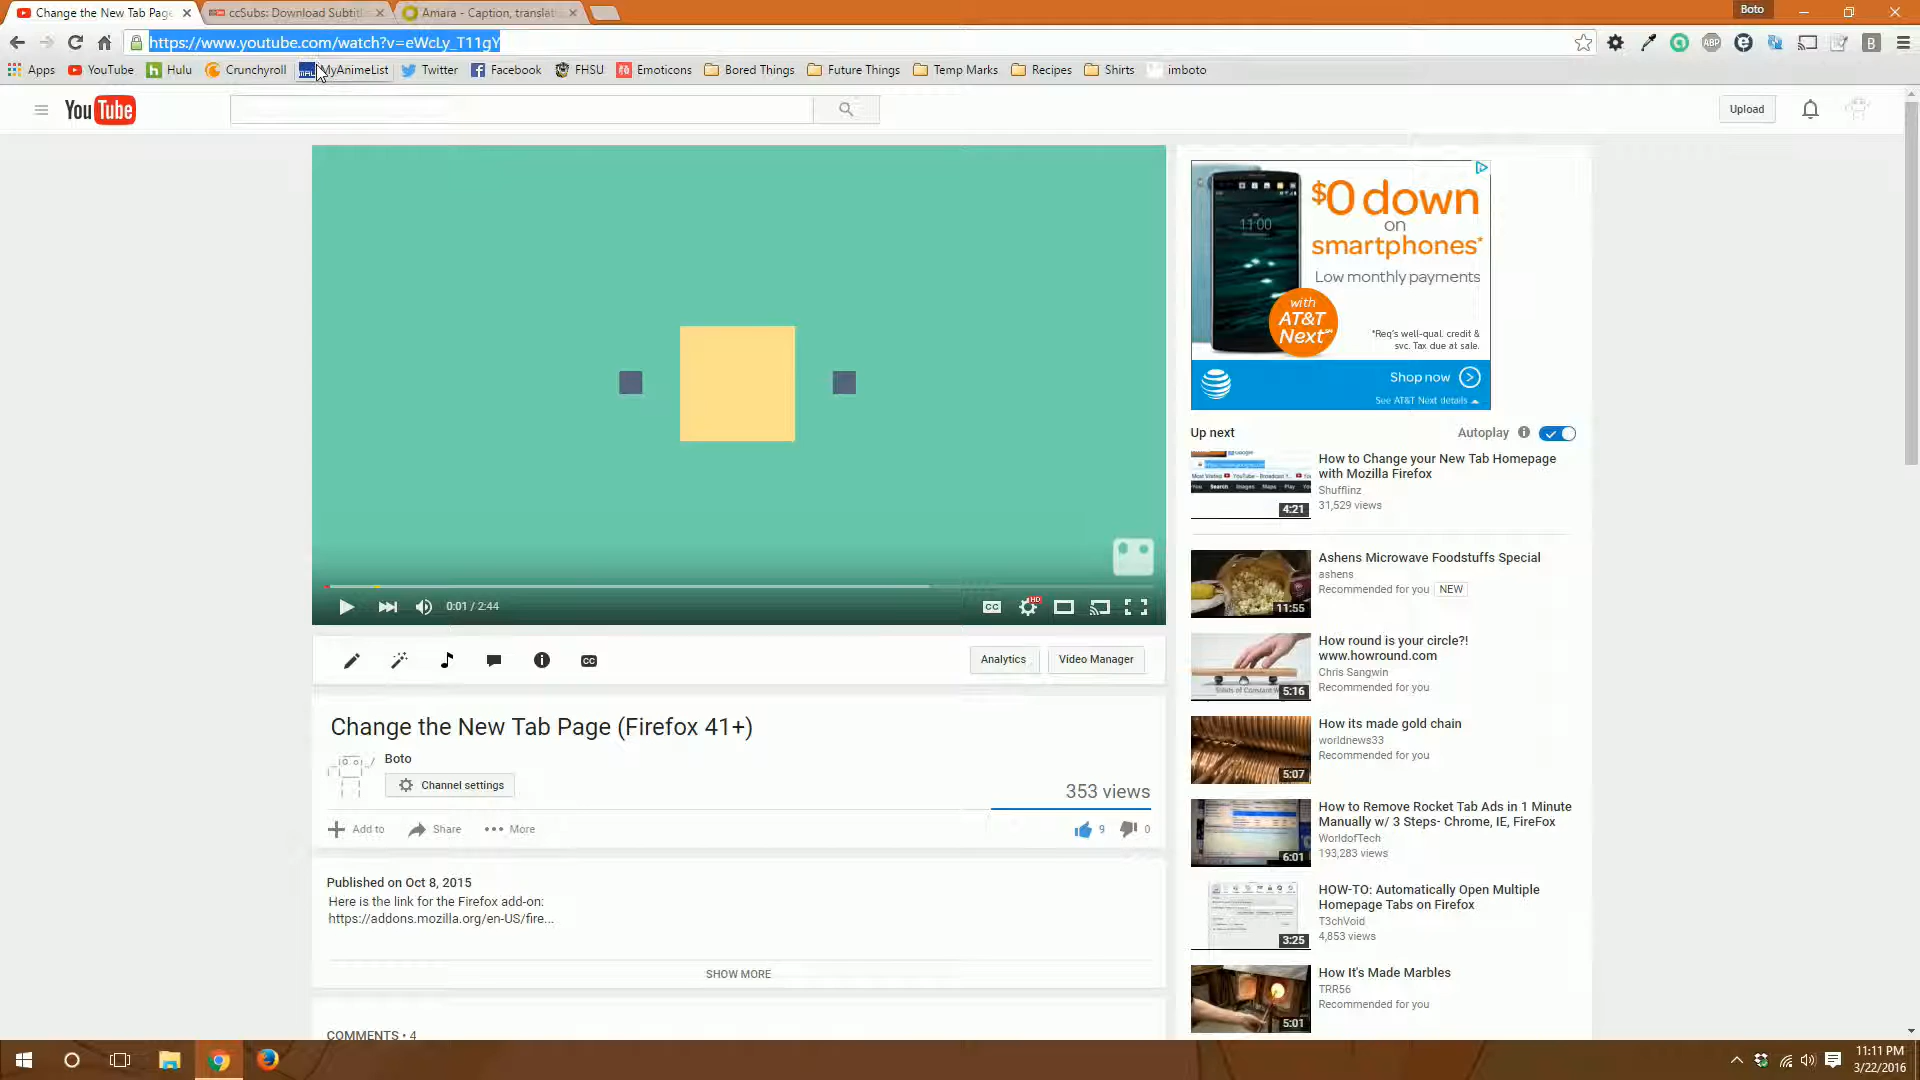 Change the New Tab Page
ccSubs: Download Subtitl
Amara - Caption, translat
Boto
https://www.youtube.com/watch?v=eWcLy_T11gY
ABP
B
Apps
YouTube
Hulu
Crunchyroll
MyAnimeList
Twitter
Facebook
FHSU
Emoticons
Bored Things
Future Things
Temp Marks
Recipes
Shirts
imboto
YouTube
Upload
0:01 / 2:44
CC
HD
CC
Analytics
Video Manager
Change the New Tab Page (Firefox 41+)
Boto
Channel settings
353 views
Add to
Share
More
9
0
Published on Oct 8, 2015
Here is the link for the Firefox add-on:
https://addons.mozilla.org/en-US/fire...
SHOW MORE
COMMENTS • 4
11:00
$0 down
on
smartphones*
Low monthly payments
with
AT&T
Next
*Req's well-qual. credit &
svc. Tax due at sale.
Shop now
See AT&T Next details
Up next
Autoplay
How to Change your New Tab Homepage
with Mozilla Firefox
Shufflinz
31,529 views
4:21
Ashens Microwave Foodstuffs Special
ashens
Recommended for you NEW
11:55
How round is your circle?!
www.howround.com
Chris Sangwin
Recommended for you
5:16
How its made gold chain
worldnews33
Recommended for you
5:07
How to Remove Rocket Tab Ads in 1 Minute
Manually w/ 3 Steps- Chrome, IE, FireFox
WorldofTech
193,283 views
6:01
HOW-TO: Automatically Open Multiple
Homepage Tabs on Firefox
T3chVoid
4,853 views
3:25
How It's Made Marbles
TRR56
Recommended for you
5:01
11:11 PM
3/22/2016